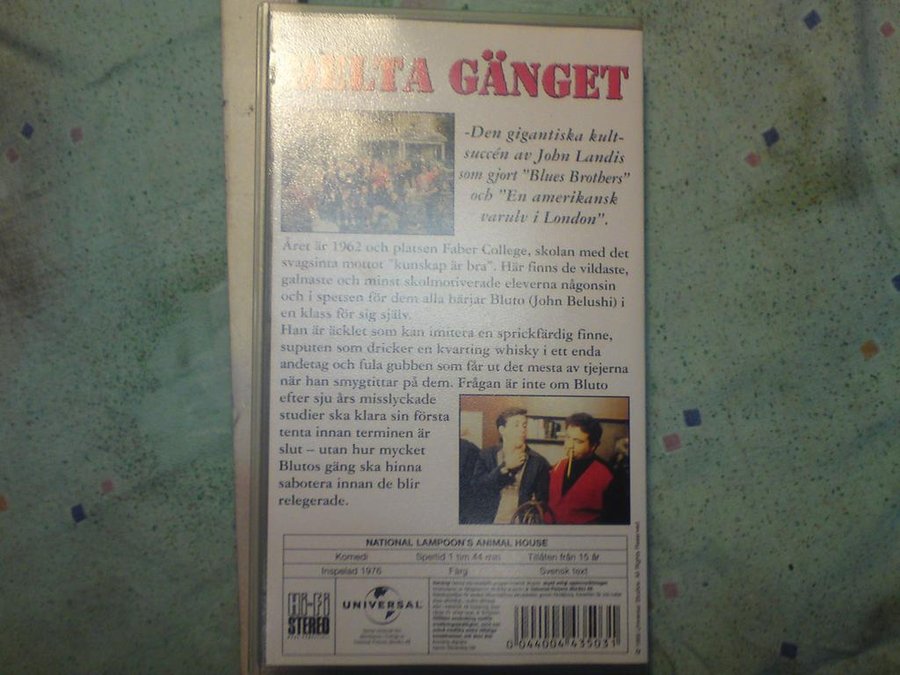 DELTA GÄNGET
-Den gigantiska kult-
succén av John Landis
som gjort "Blues Brothers"
och "En amerikansk
varulv i London".
Året är 1962 och platsen Faber College, skolan med det
svagsinta mottot "kunskap är bra". Här finns de vildaste,
galnaste och minst skolmotiverade eleverna någonsin
och i spetsen för dem alla härjar Bluto (John Belushi) i
en klass för sig själv.
Han är äcklet som kan imitera en sprickfärdig finne,
suputen som dricker en kvarting whisky i ett enda
andetag och fula gubben som får ut det mesta av tjejerna
när han smygtittar på dem. Frågan är inte om Bluto
efter sju års misslyckade
studier ska klara sin första
tenta innan terminen är
slut – utan hur mycket
Blutos gäng ska hinna
sabotera innan de blir
relegerade.
NATIONAL LAMPOON'S ANIMAL HOUSE
Komedi Speltid 1 tim 44 min Tillåten från 15 år
Inspelad 1978 Färg Svensk text
Hi-Fi
STEREO
UNIVERSAL
0 044004 435031